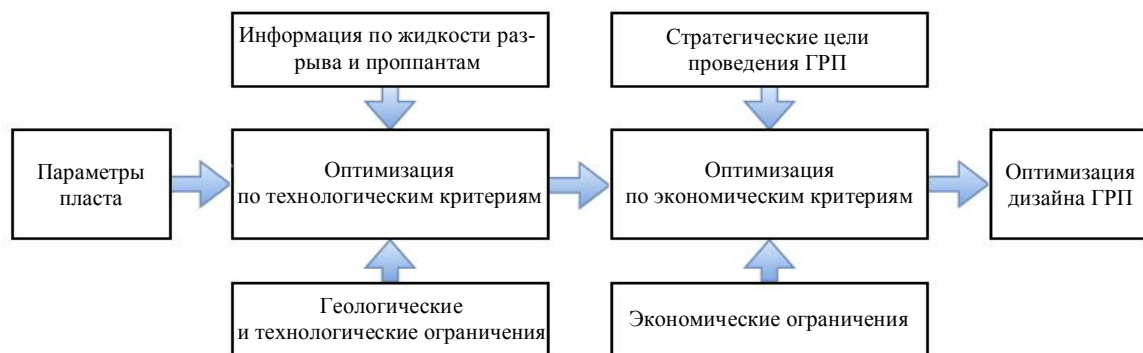 Информация по жидкости раз-
рыва и проппантам
Стратегические цели
проведения ГРП
Параметры
пласта
Оптимизация
по технологическим критериям
Оптимизация
по экономическим критериям
Оптимизация
дизайна ГРП
Геологические
и технологические ограничения
Экономические ограничения